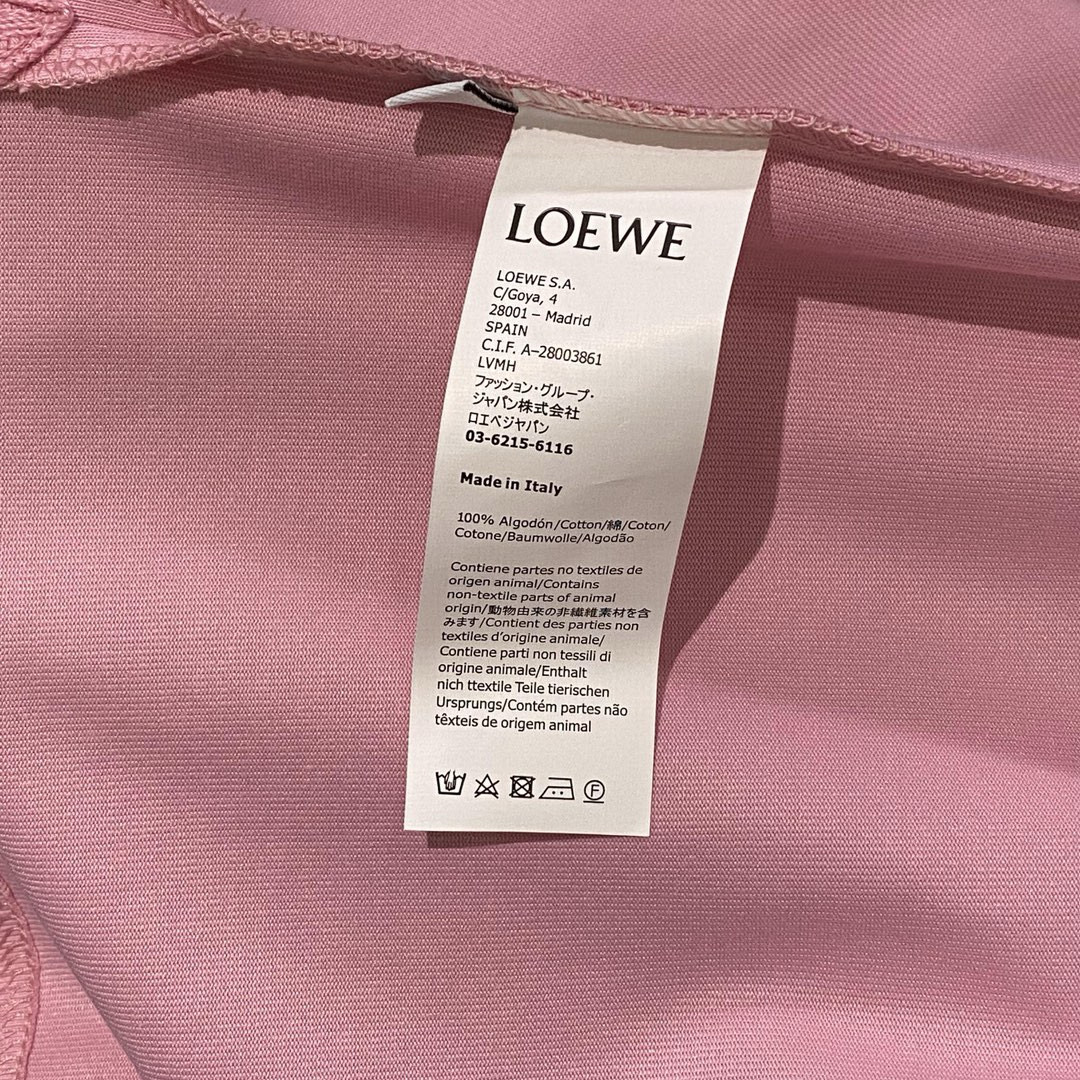 LOEWE
LOEWE S.A.
C/Goya, 4
28001 – Madrid
SPAIN
C.I.F. A–28003861
LVMH
ファッション・グループ・
ジャパン株式会社
ロエベジャパン
03-6215-6116
Made in Italy
100% Algodón/Cotton/綿/Coton/
Cotone/Baumwolle/Algodão
Contiene partes no textiles de
origen animal/Contains
non-textile parts of animal
origin/動物由来の非繊維素材を含
みます/Contient des parties non
textiles d'origine animale/
Contiene parti non tessili di
origine animale/Enthalt
nich ttextile Teile tierischen
Ursprungs/Contém partes não
têxteis de origem animal
F